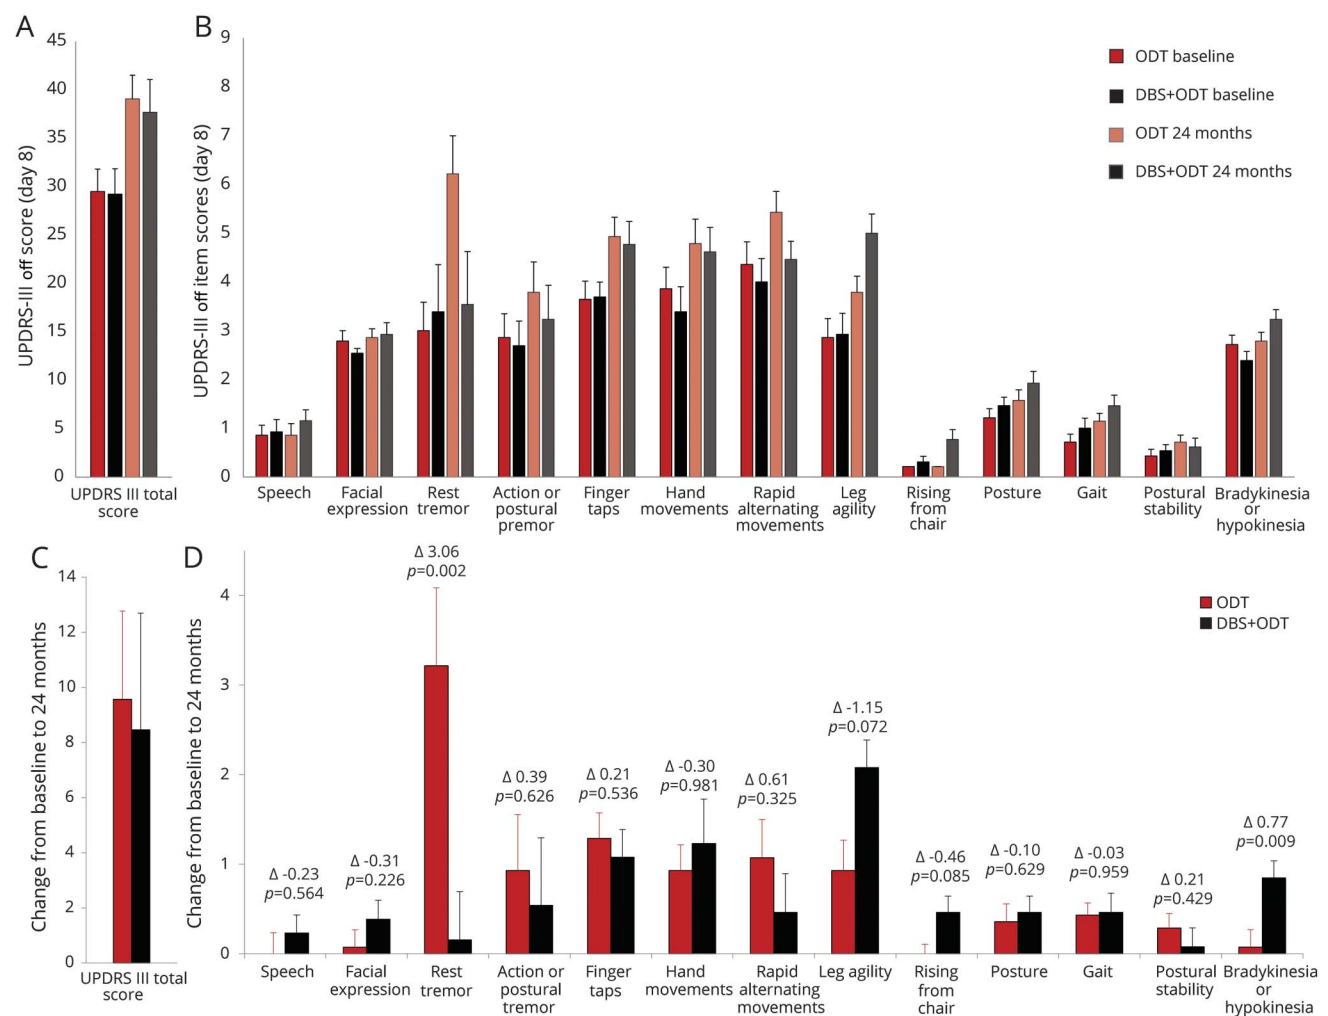 A
UPDRS-III off score (day 8)
45
40
35
30
25
20
15
10
5
0
UPDRS III total
score
B
UPDRS-III off item scores (day 8)
9
8
7
6
5
4
3
2
1
0
ODT baseline
DBS+ODT baseline
ODT 24 months
DBS+ODT 24 months
Speech
Facial
expression
Rest
tremor
Action or
postural
premor
Finger
taps
Hand
movements
Rapid
alternating
movements
Leg
agility
Rising
from
chair
Posture
Gait
Postural
stability
Bradykinesia
or
hypokinesia
C
Change from baseline to 24 months
14
12
10
8
6
4
2
0
UPDRS III total
score
D
Change from baseline to 24 months
4
3
2
1
0
ODT
DBS+ODT
Δ -0.23
p=0.564
Δ -0.31
p=0.226
Δ 3.06
p=0.002
Δ 0.39
p=0.626
Δ 0.21
p=0.536
Δ -0.30
p=0.981
Δ 0.61
p=0.325
Δ -1.15
p=0.072
Δ -0.46
p=0.085
Δ -0.10
p=0.629
Δ -0.03
p=0.959
Δ 0.21
p=0.429
Δ 0.77
p=0.009
Speech
Facial
expression
Rest
tremor
Action or
postural
tremor
Finger
taps
Hand
movements
Rapid
alternating
movements
Leg agility
Rising
from
chair
Posture
Gait
Postural
stability
Bradykinesia
or
hypokinesia